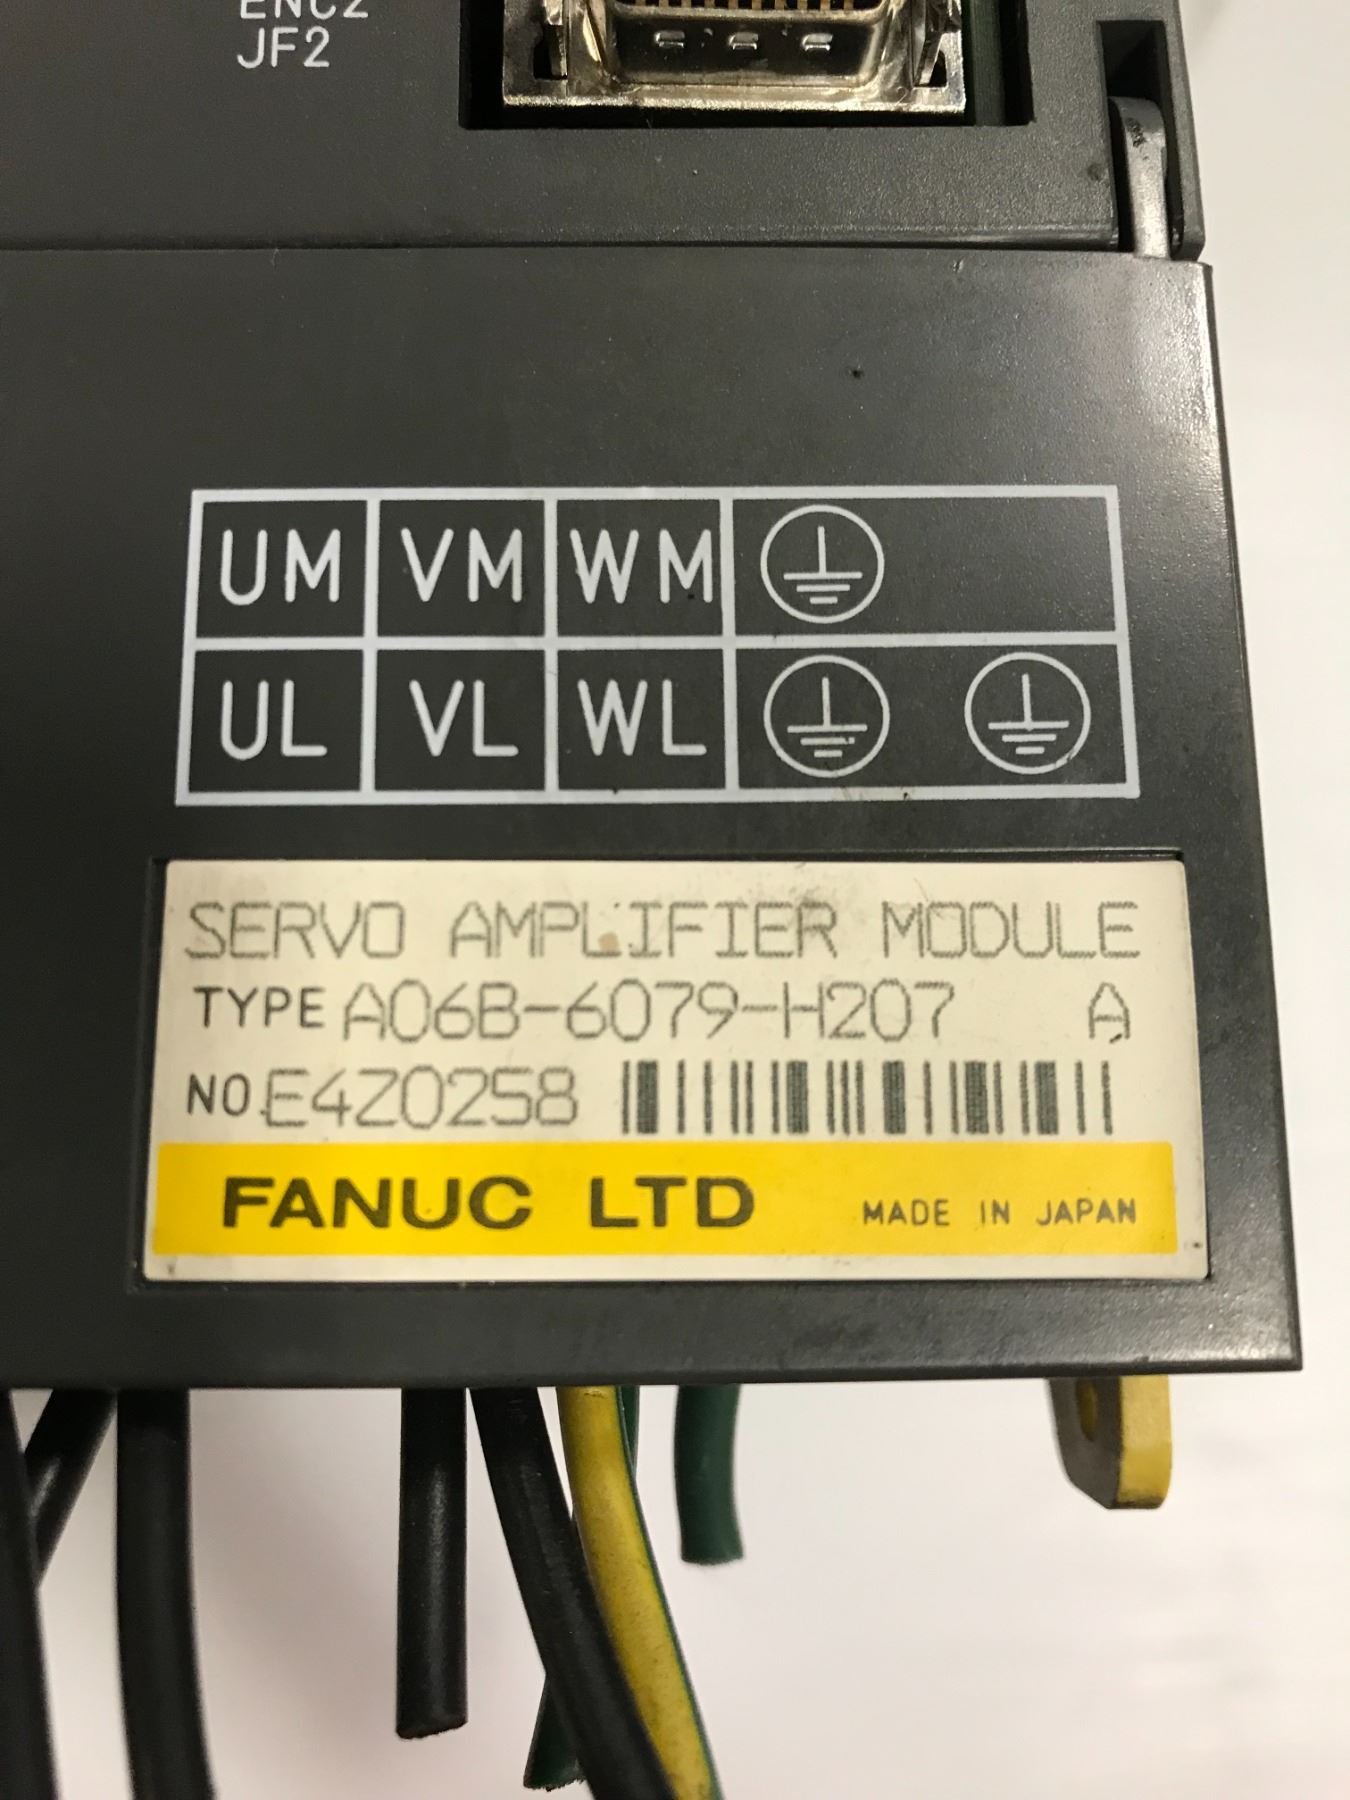 ENC2
JF2
UM VM WM
UL VL WL
SERVO AMPLIFIER MODULE
TYPE A06B-6079-H207 A
NO. E4Z0258
FANUC LTD MADE IN JAPAN